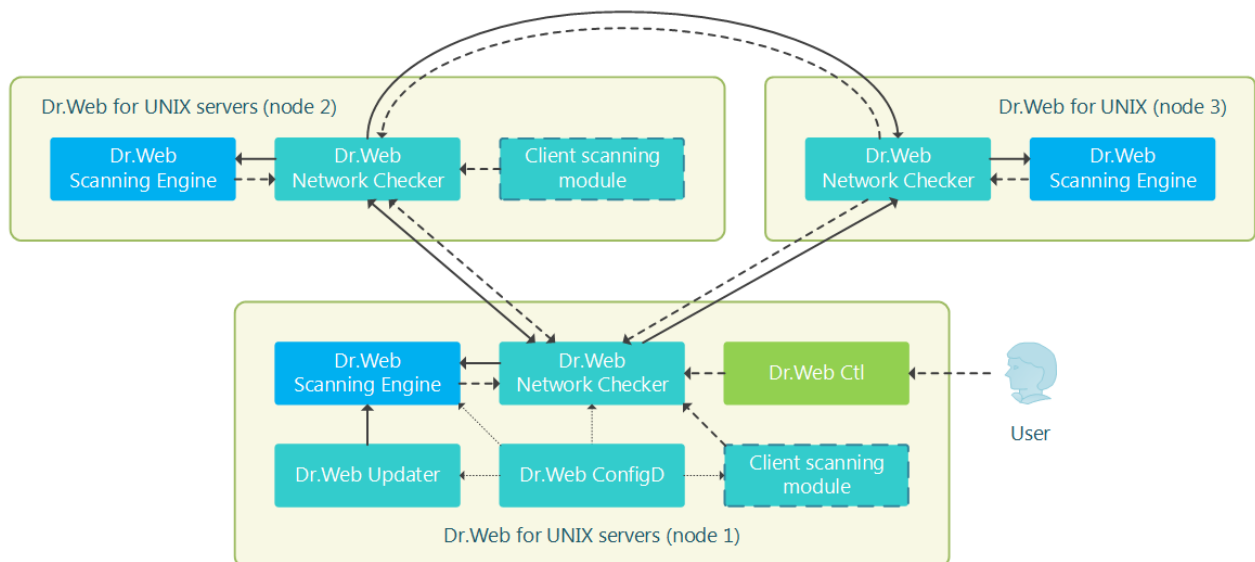 Dr.Web for UNIX servers (node 2)
Dr.Web
Scanning Engine
Dr.Web
Network Checker
Client scanning
module
Dr.Web for UNIX (node 3)
Dr.Web
Network Checker
Dr.Web
Scanning Engine
Dr.Web
Scanning Engine
Dr.Web
Network Checker
Dr.Web Ctl
User
Dr.Web Updater
Dr.Web ConfigD
Client scanning
module
Dr.Web for UNIX servers (node 1)